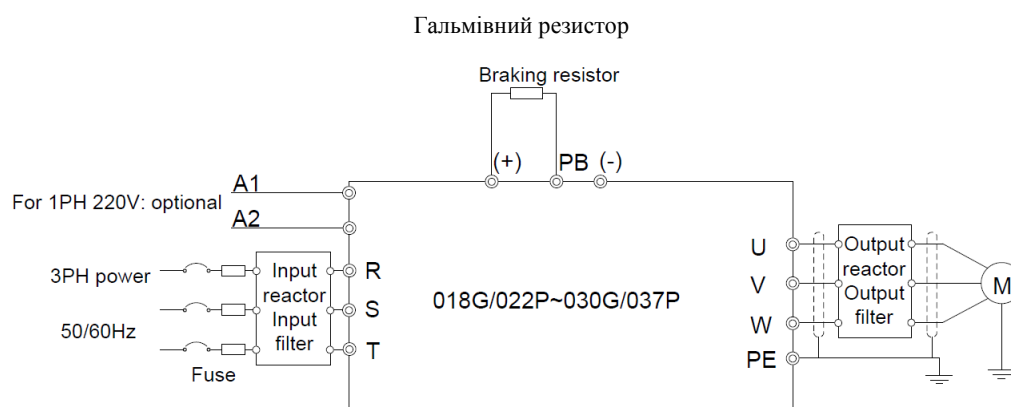 Гальмівний резистор
Braking resistor
(+) PB (-)
A1
For 1PH 220V: optional
A2
3PH power
50/60Hz
Fuse
Input
reactor
Input
filter
R
S
T
018G/022P~030G/037P
U
V
W
PE
Output
reactor
Output
filter
M